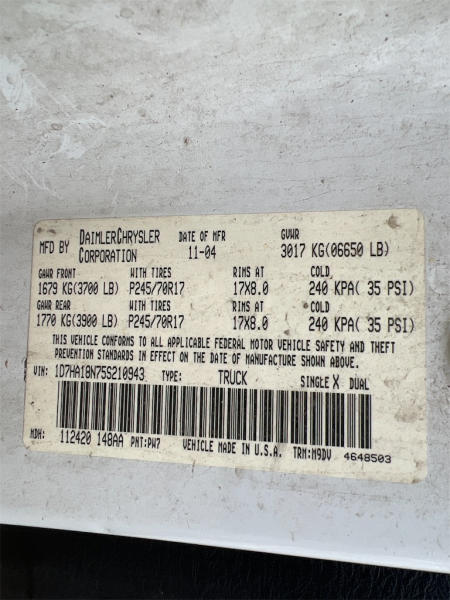 MFD BY DAIMLERCHRYSLER CORPORATION DATE OF MFR 11-04 GVWR 3017 KG(06650 LB)
GAWR FRONT WITH TIRES RIMS AT COLD
1679 KG(3700 LB) P245/70R17 17X8.0 240 KPA( 35 PSI)
GAWR REAR WITH TIRES RIMS AT COLD
1770 KG(3900 LB) P245/70R17 17X8.0 240 KPA( 35 PSI)
THIS VEHICLE CONFORMS TO ALL APPLICABLE FEDERAL MOTOR VEHICLE SAFETY AND THEFT
PREVENTION STANDARDS IN EFFECT ON THE DATE OF MANUFACTURE SHOWN ABOVE.
VIN: 1D7HA18N75S210943 TYPE: TRUCK SINGLE X DUAL
MDH: 112420 148AA PNT:PW7 VEHICLE MADE IN U.S.A. TRM:M9DV 4648503